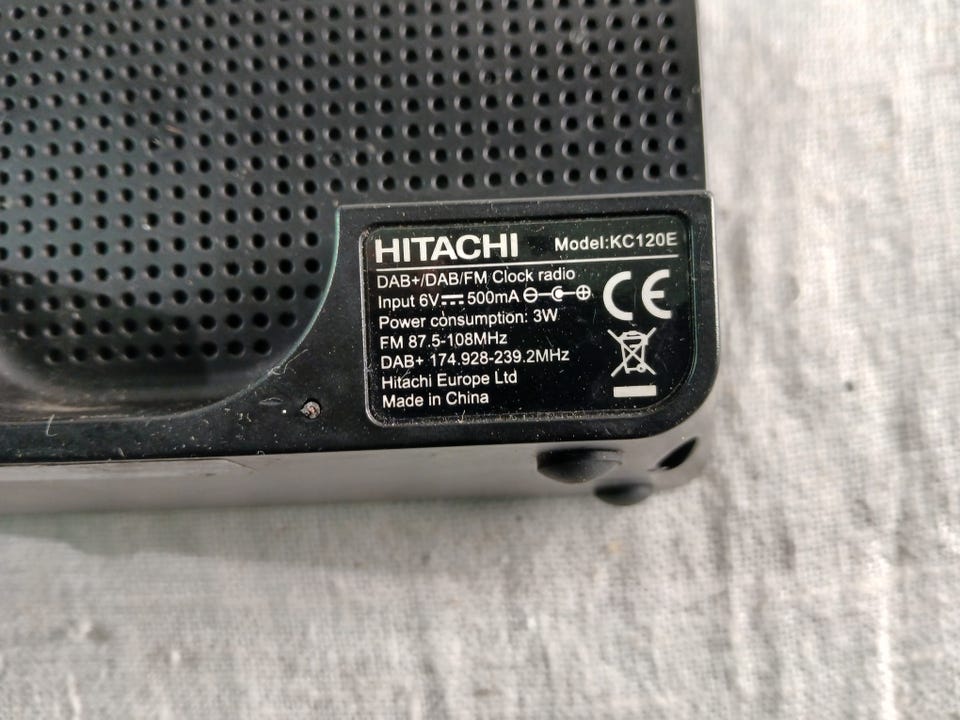 HITACHI Model:KC120E
DAB+/DAB/FM Clock radio
Input 6V⎓500mA ⊖-C-⊕
Power consumption: 3W
FM 87.5-108MHz
DAB+ 174.928-239.2MHz
Hitachi Europe Ltd
Made in China
CE